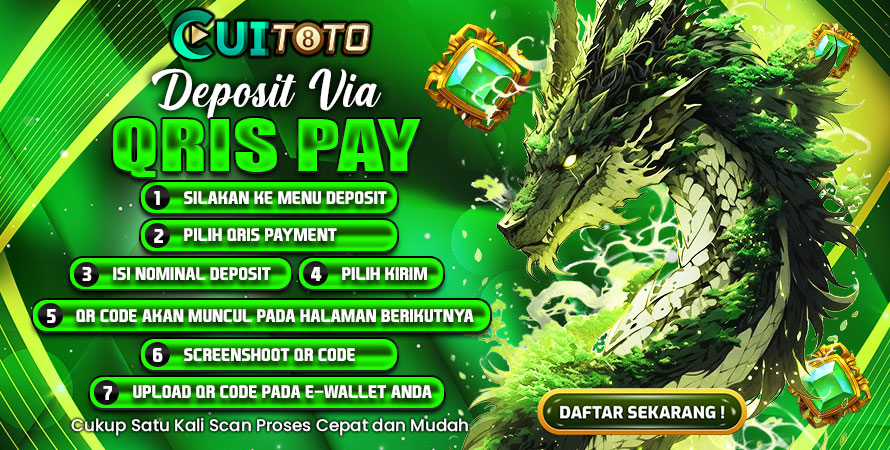 CUITOTO
Deposit Via
QRIS PAY
1 SILAKAN KE MENU DEPOSIT
2 PILIH QRIS PAYMENT
3 ISI NOMINAL DEPOSIT 4 PILIH KIRIM
5 QR CODE AKAN MUNCUL PADA HALAMAN BERIKUTNYA
6 SCREENSHOOT QR CODE
7 UPLOAD QR CODE PADA E-WALLET ANDA
Cukup Satu Kali Scan Proses Cepat dan Mudah
DAFTAR SEKARANG !